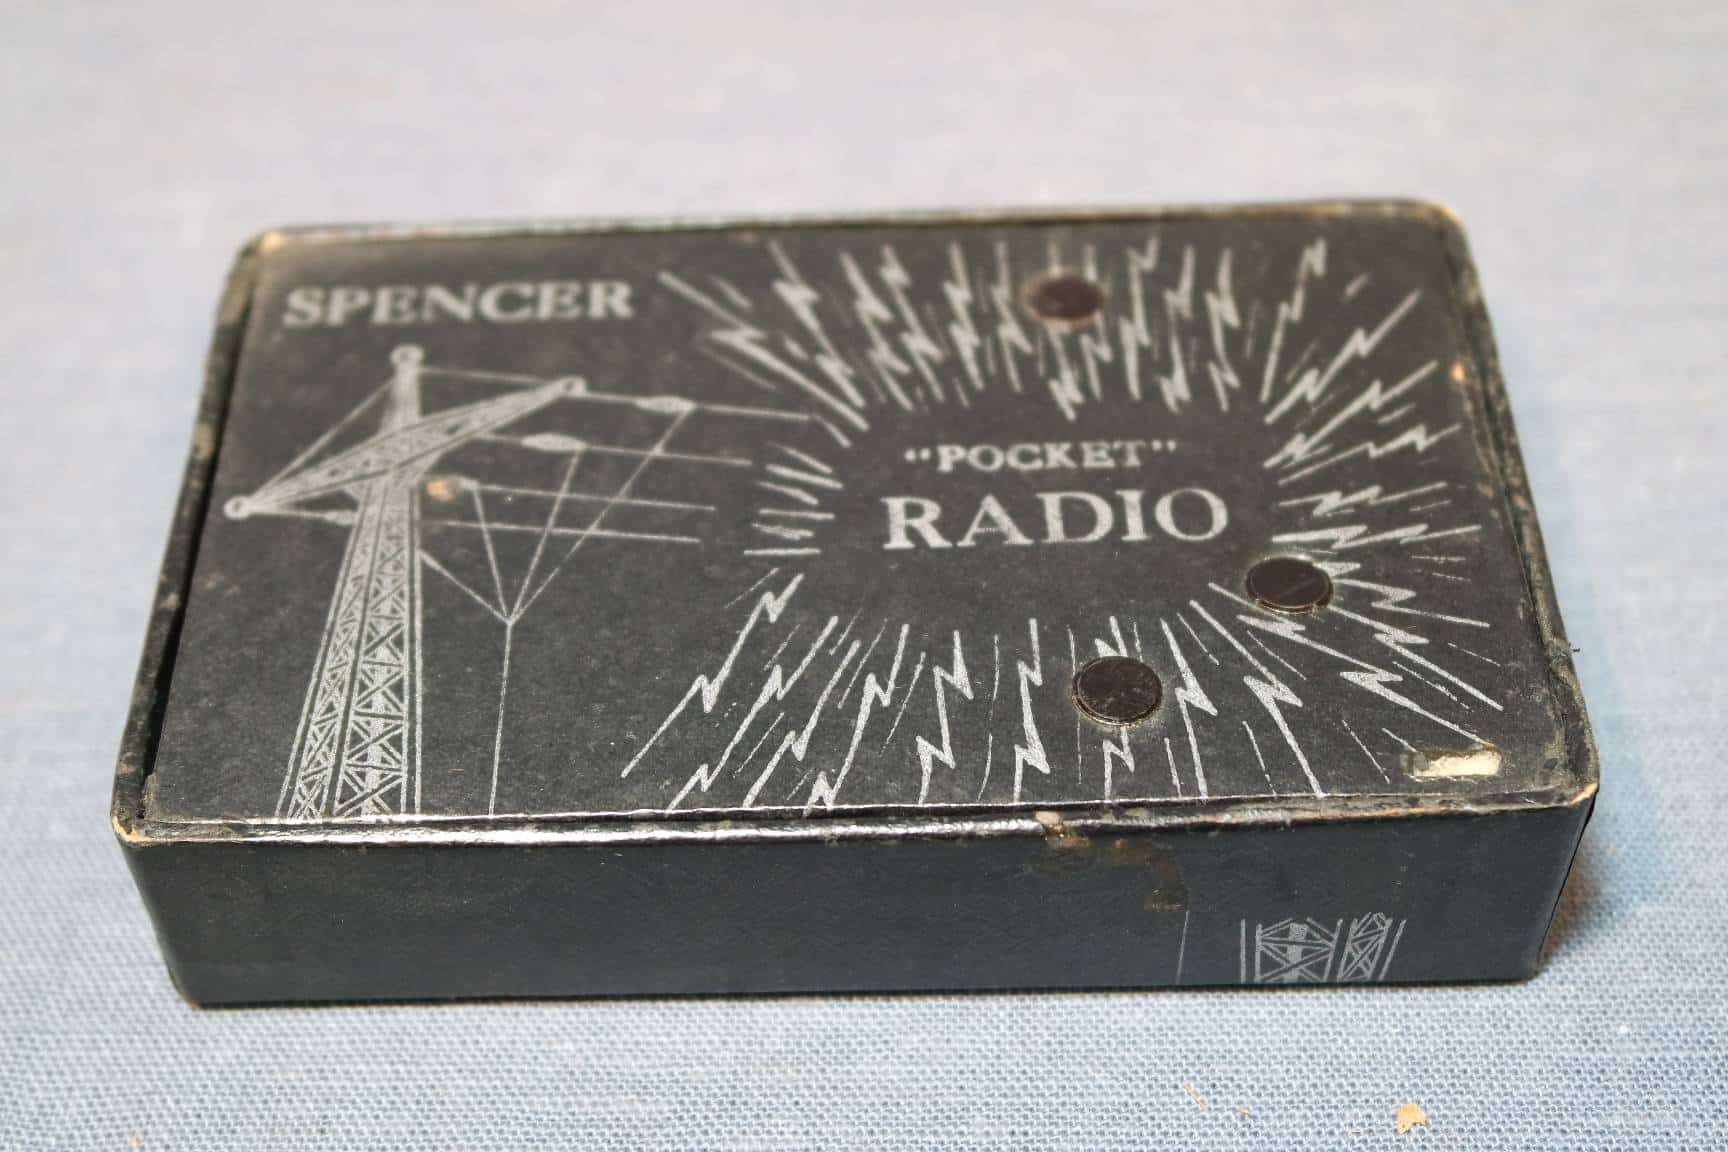 SPENCER
"POCKET"
RADIO